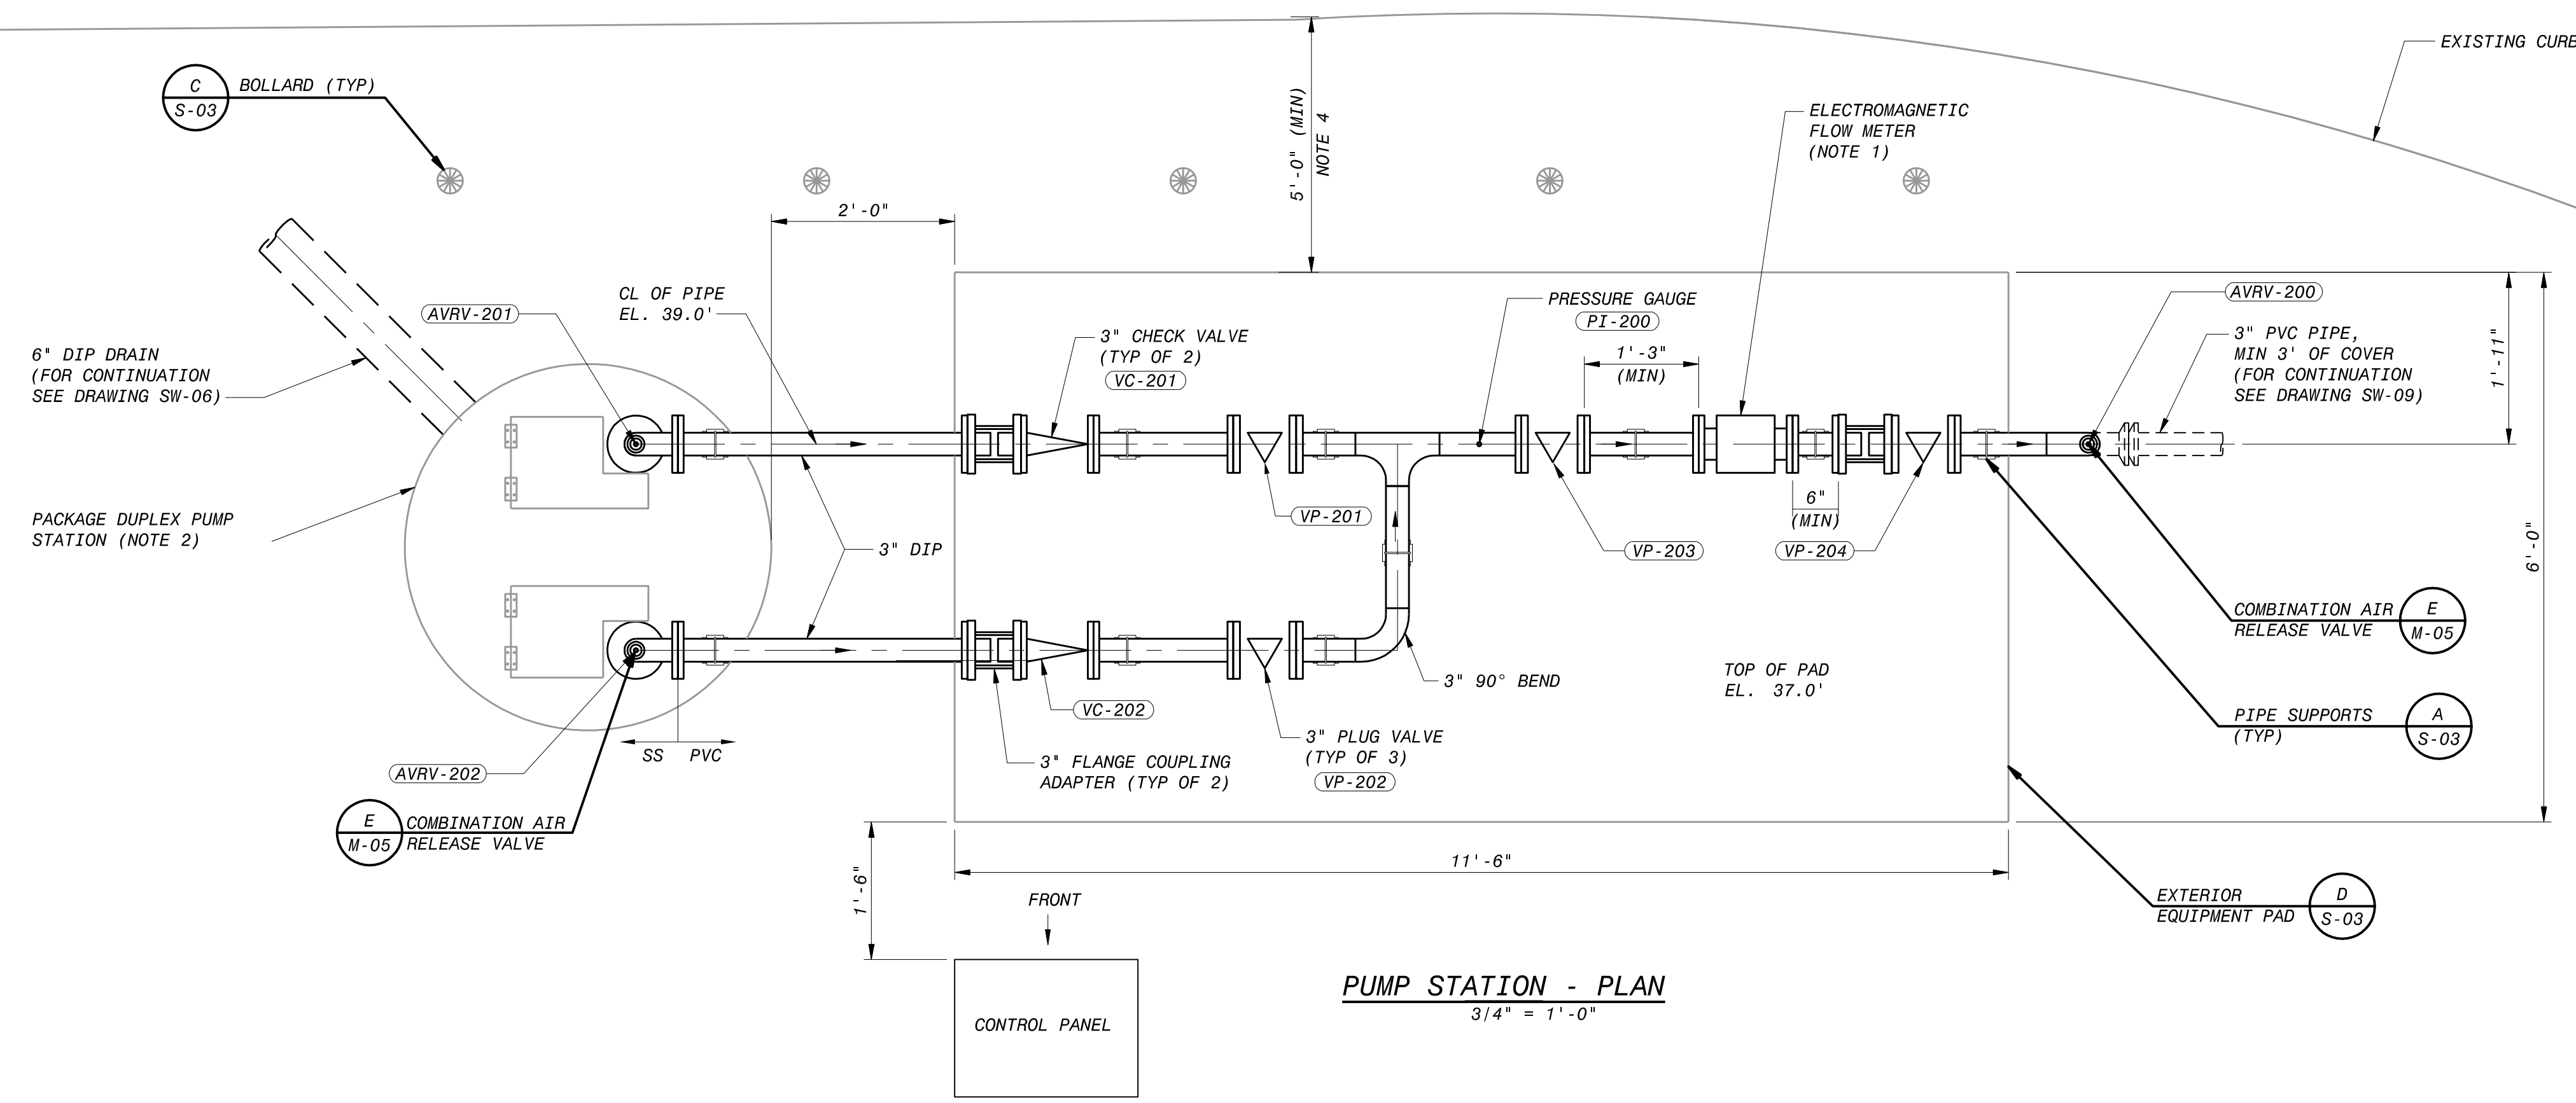 EXISTING CURB
C
S-03
BOLLARD (TYP)
5'-0" (MIN)
NOTE 4
ELECTROMAGNETIC
FLOW METER
(NOTE 1)
2'-0"
CL OF PIPE
EL. 39.0'
AVRV-201
6" DIP DRAIN
(FOR CONTINUATION
SEE DRAWING SW-06)
3" CHECK VALVE
(TYP OF 2)
VC-201
PRESSURE GAUGE
PI-200
1'-3"
(MIN)
AVRV-200
3" PVC PIPE,
MIN 3' OF COVER
(FOR CONTINUATION
SEE DRAWING SW-09)
1'-11"
6'-0"
PACKAGE DUPLEX PUMP
STATION (NOTE 2)
3" DIP
VP-201
6"
(MIN)
VP-203
VP-204
COMBINATION AIR
RELEASE VALVE
E
M-05
3" 90° BEND
TOP OF PAD
EL. 37.0'
VC-202
PIPE SUPPORTS
(TYP)
A
S-03
SS PVC
AVRV-202
3" FLANGE COUPLING
ADAPTER (TYP OF 2)
3" PLUG VALVE
(TYP OF 3)
VP-202
E
M-05
COMBINATION AIR
RELEASE VALVE
1'-6"
11'-6"
FRONT
EXTERIOR
EQUIPMENT PAD
D
S-03
CONTROL PANEL
PUMP STATION - PLAN
3/4" = 1'-0"